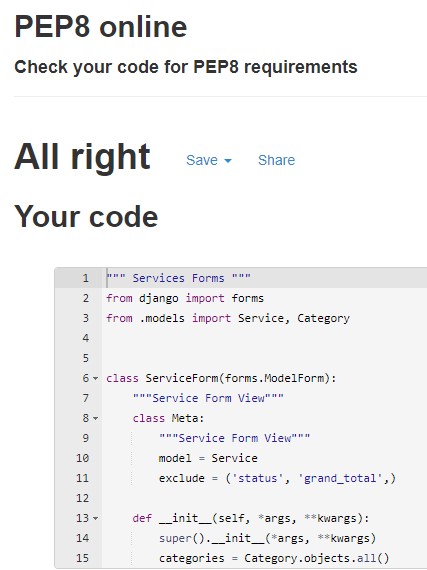 PEP8 online
Check your code for PEP8 requirements
All right Save Share
Your code
1 """ Services Forms """
2 from django import forms
3 from .models import Service, Category
4
5
6 class ServiceForm(forms.ModelForm):
7     """Service Form View"""
8     class Meta:
9         """Service Form View"""
10         model = Service
11         exclude = ('status', 'grand_total',)
12
13     def __init__(self, *args, **kwargs):
14         super().__init__(*args, **kwargs)
15         categories = Category.objects.all()